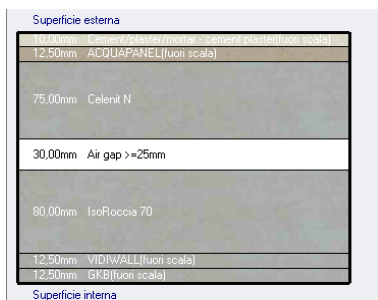 Superficie esterna
10,00mm Cement/plaster/mortar - cement plaster(fuori scala)
12,50mm ACQUAPANEL(fuori scala)
75,00mm Celenit N
30,00mm Air gap >=25mm
80,00mm IsoRoccia 70
12,50mm VIDIWALL(fuori scala)
12,50mm GKB(fuori scala)
Superficie interna